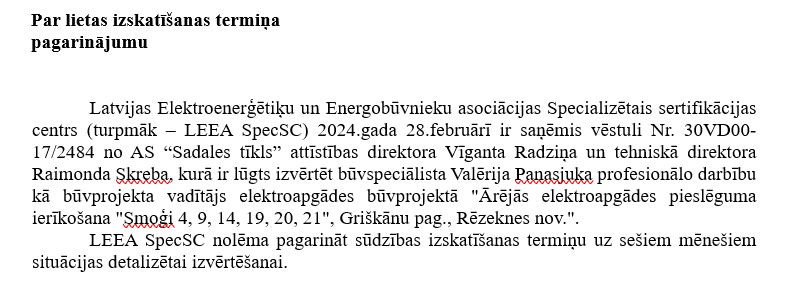 Par lietas izskatīšanas termiņa
pagarinājumu
Latvijas Elektroenerģētiķu un Energobūvnieku asociācijas Specializētais sertifikācijas
centrs (turpmāk – LEEA SpecSC) 2024.gada 28.februārī ir saņēmis vēstuli Nr. 30VD00-
17/2484 no AS “Sadales tīkls” attīstības direktora Vīganta Radziņa un tehniskā direktora
Raimonda Skreba, kurā ir lūgts izvērtēt būvspeciālista Valērija Panasjuka profesionālo darbību
kā būvprojekta vadītājs elektroapgādes būvprojektā "Ārējās elektroapgādes pieslēguma
ierīkošana "Smoģi 4, 9, 14, 19, 20, 21", Griškānu pag., Rēzeknes nov.".
LEEA SpecSC nolēma pagarināt sūdzības izskatīšanas termiņu uz sešiem mēnešiem
situācijas detalizētai izvērtēšanai.